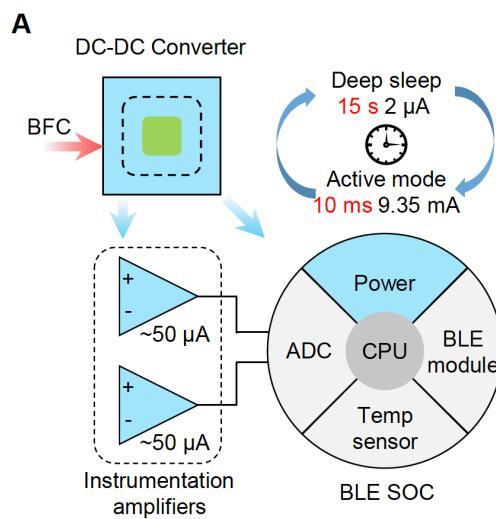 A
DC-DC Converter
BFC
Deep sleep
15 s 2 µA
Active mode
10 ms 9.35 mA
+
-
~50 µA
+
-
~50 µA
Instrumentation
amplifiers
Power
ADC
CPU
BLE
module
Temp
sensor
BLE SOC